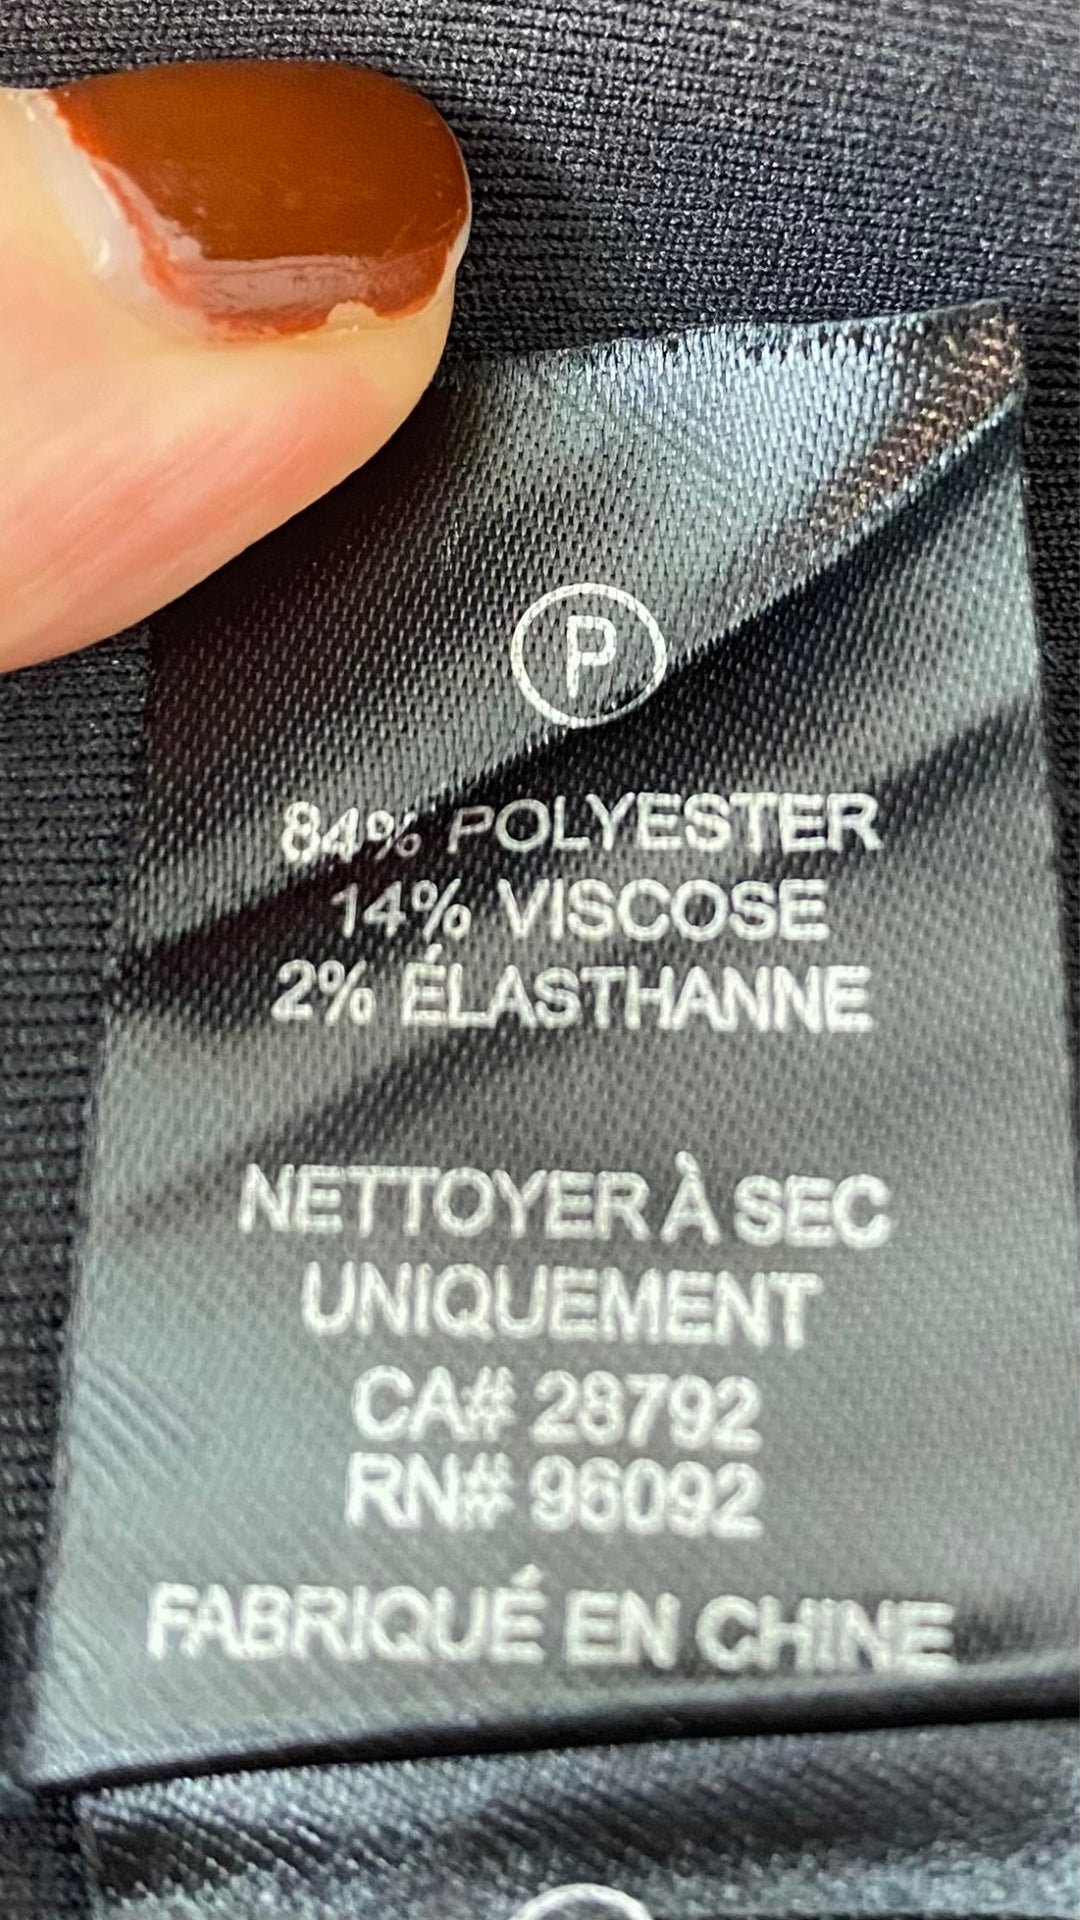 P
84% POLYESTER
14% VISCOSE
2% ÉLASTHANNE
NETTOYER À SEC
UNIQUEMENT
CA# 28792
RN# 96092
FABRIQUÉ EN CHINE